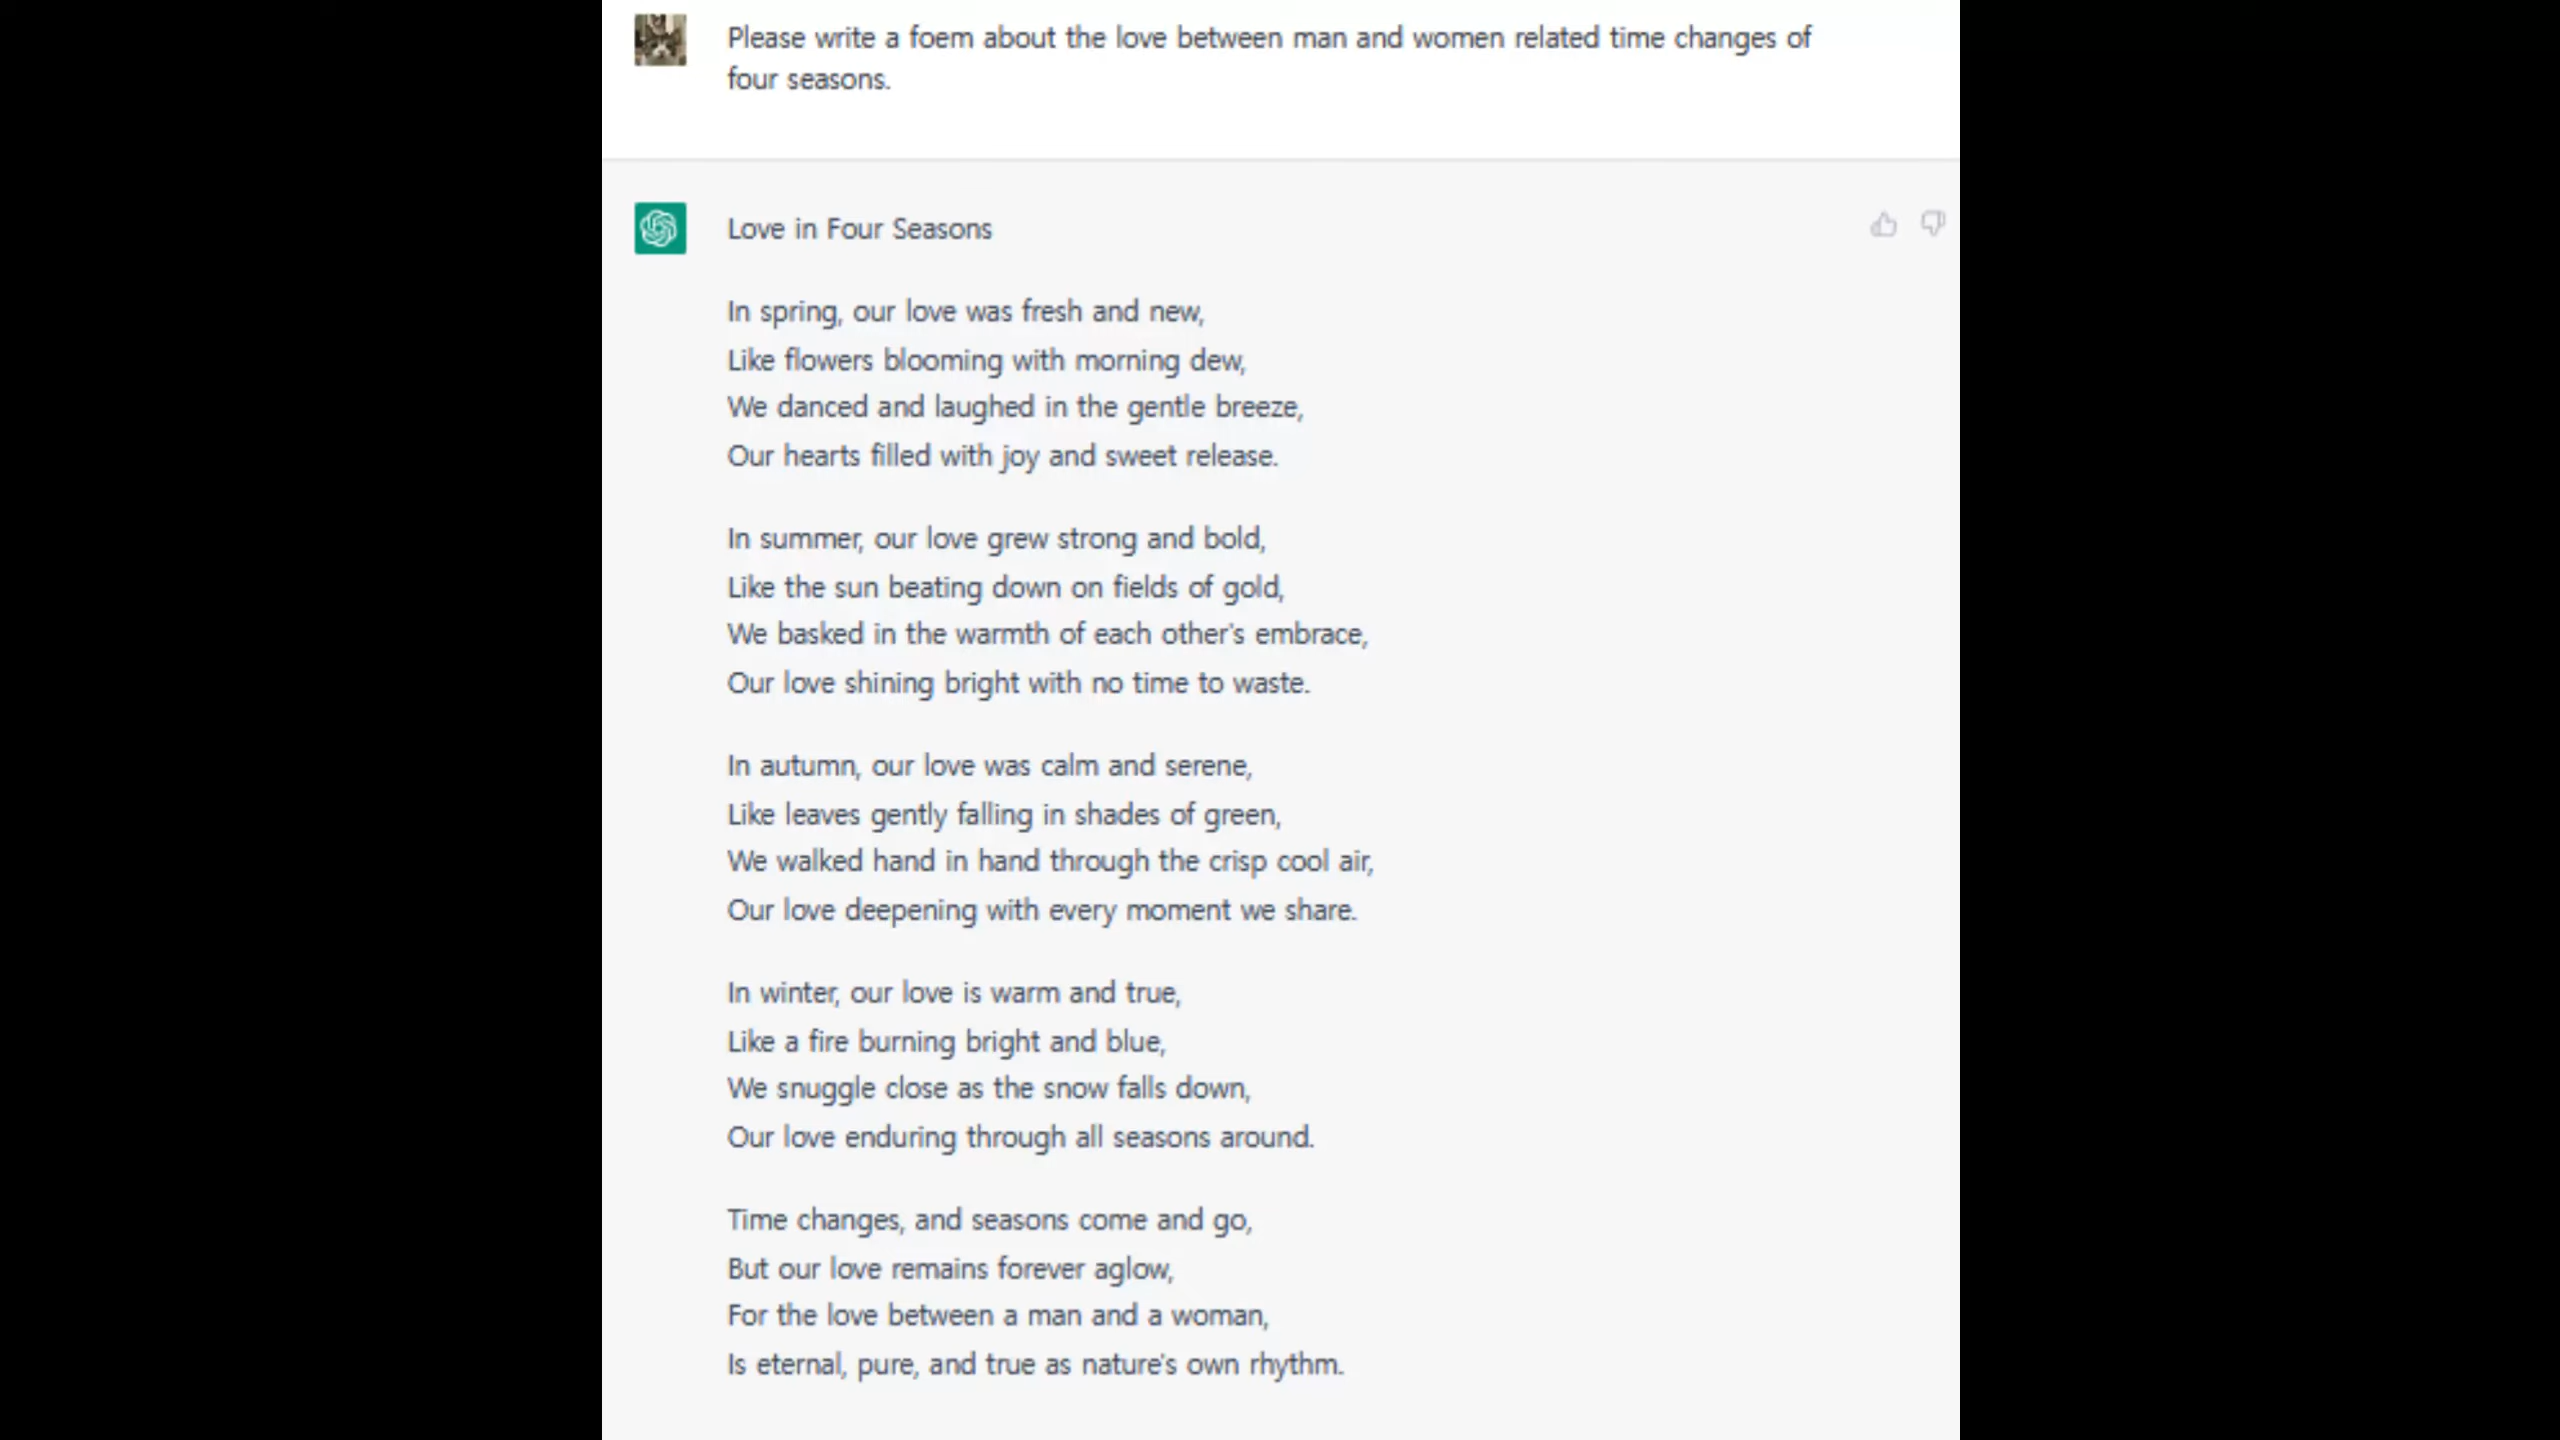 Please write a foem about the love between man and women related time changes of
four seasons.
Love in Four Seasons
In spring, our love was fresh and new,
Like flowers blooming with morning dew,
We danced and laughed in the gentle breeze,
Our hearts filled with joy and sweet release.
In summer, our love grew strong and bold,
Like the sun beating down on fields of gold,
We basked in the warmth of each other's embrace,
Our love shining bright with no time to waste.
In autumn, our love was calm and serene,
Like leaves gently falling in shades of green,
We walked hand in hand through the crisp cool air,
Our love deepening with every moment we share.
In winter, our love is warm and true,
Like a fire burning bright and blue,
We snuggle close as the snow falls down,
Our love enduring through all seasons around.
Time changes, and seasons come and go,
But our love remains forever aglow,
For the love between a man and a woman,
Is eternal, pure, and true as nature's own rhythm.